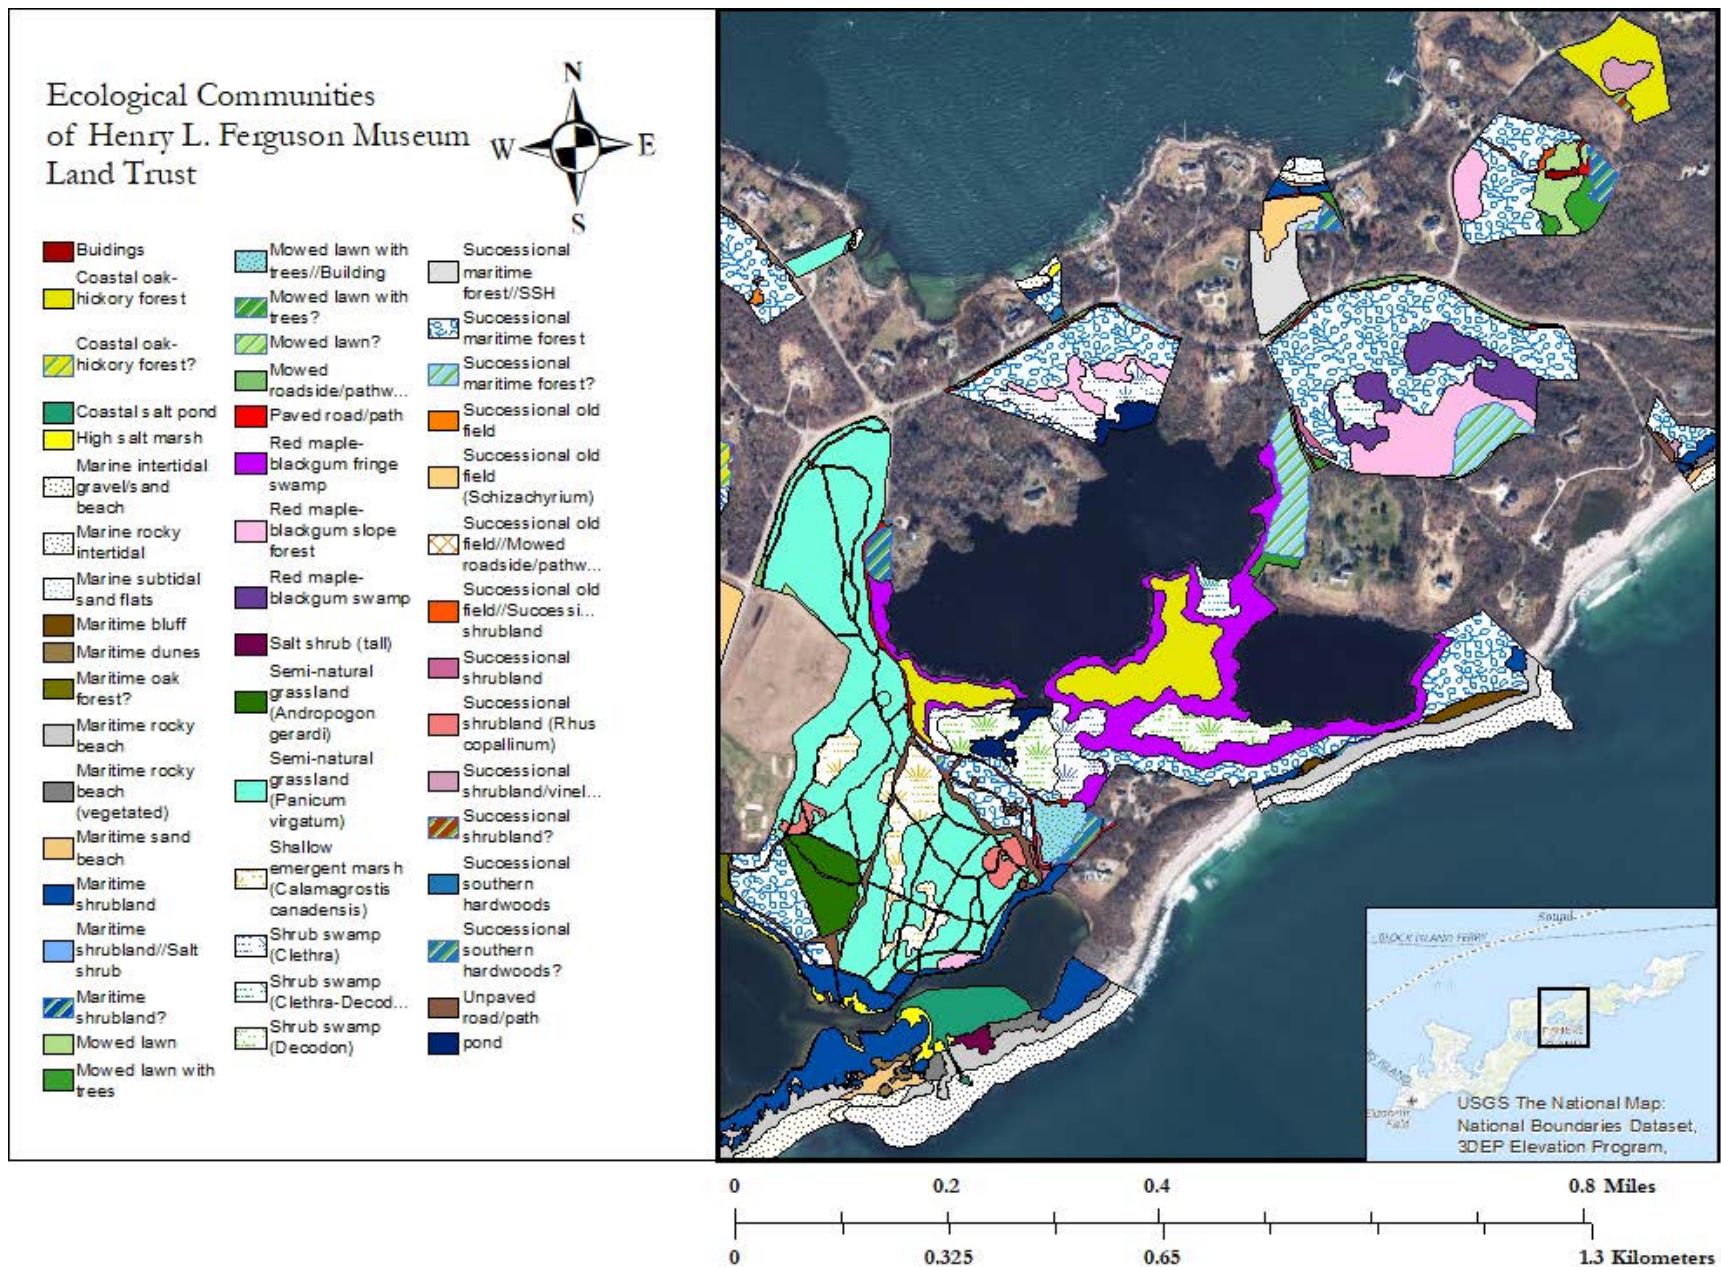 Ecological Communities
of Henry L. Ferguson Museum
Land Trust
N
W
E
S
Buidings
Coastal oak-
hickory forest
Coastal oak-
hickory forest?
Coastal salt pond
High salt marsh
Marine intertidal
gravel/sand
beach
Marine rocky
intertidal
Marine subtidal
sand flats
Maritime bluff
Maritime dunes
Maritime oak
forest?
Maritime rocky
beach
Maritime rocky
beach
(vegetated)
Maritime sand
beach
Maritime
shrubland
Maritime
shrubland//Salt
shrub
Maritime
shrubland?
Mowed lawn
Mowed lawn with
trees
Mowed lawn with
trees//Building
Mowed lawn with
trees?
Mowed lawn?
Mowed
roadside/pathw...
Paved road/path
Red maple-
blackgum fringe
swamp
Red maple-
blackgum slope
forest
Red maple-
blackgum swamp
Salt shrub (tall)
Semi-natural
grassland
(Andropogon
gerardi)
Semi-natural
grassland
(Panicum
virgatum)
Shallow
emergent marsh
(Calamagrostis
canadensis)
Shrub swamp
(Clethra)
Shrub swamp
(Clethra-Decod...
Shrub swamp
(Decodon)
Successional
maritime
forest//SSH
Successional
maritime forest
Successional
maritime forest?
Successional old
field
Successional old
field
(Schizachyrium)
Successional old
field//Mowed
roadside/pathw...
Successional old
field//Successi...
shrubland
Successional
shrubland
Successional
shrubland (Rhus
copallinum)
Successional
shrubland/vinel...
Successional
shrubland?
Successional
southern
hardwoods
Successional
southern
hardwoods?
Unpaved
road/path
pond
Sound
BLOCK ISLAND FERRY
ISLAND
Elizabeth
Field
USGS The National Map:
National Boundaries Dataset,
3DEP Elevation Program,
0 0.2 0.4 0.8 Miles
0 0.325 0.65 1.3 Kilometers